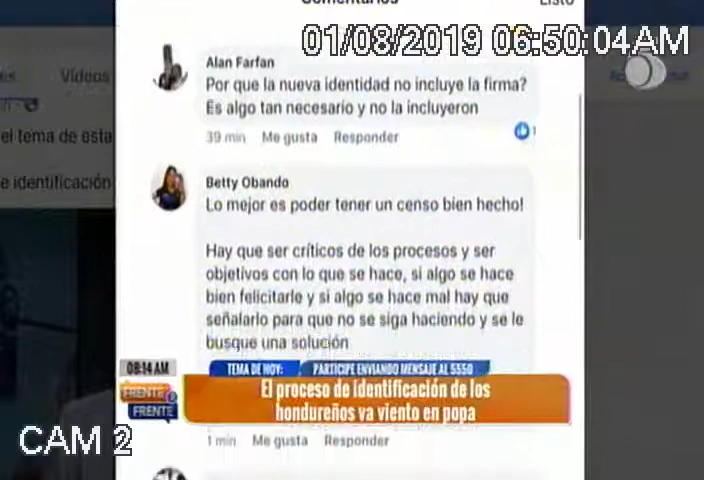 Comentarios
Listo
01/08/2019 06:50:04AM
Alan Farfan
Por que la nueva identidad no incluye la firma?
Es algo tan necesario y no la incluyeron
39 min Me gusta Responder
1
Videos
el tema de esta
e identificación
Betty Obando
Lo mejor es poder tener un censo bien hecho!
Hay que ser críticos de los procesos y ser
objetivos con lo que se hace, si algo se hace
bien felicitarle y si algo se hace mal hay que
señalarlo para que no se siga haciendo y se le
busque una solución
08:14 AM
TEMA DE HOY: PARTICIPE ENVIANDO MENSAJE AL 5550
FRENTE a
FRENTE
El proceso de identificación de los
hondureños va viento en popa
CAM 2
1 min Me gusta Responder